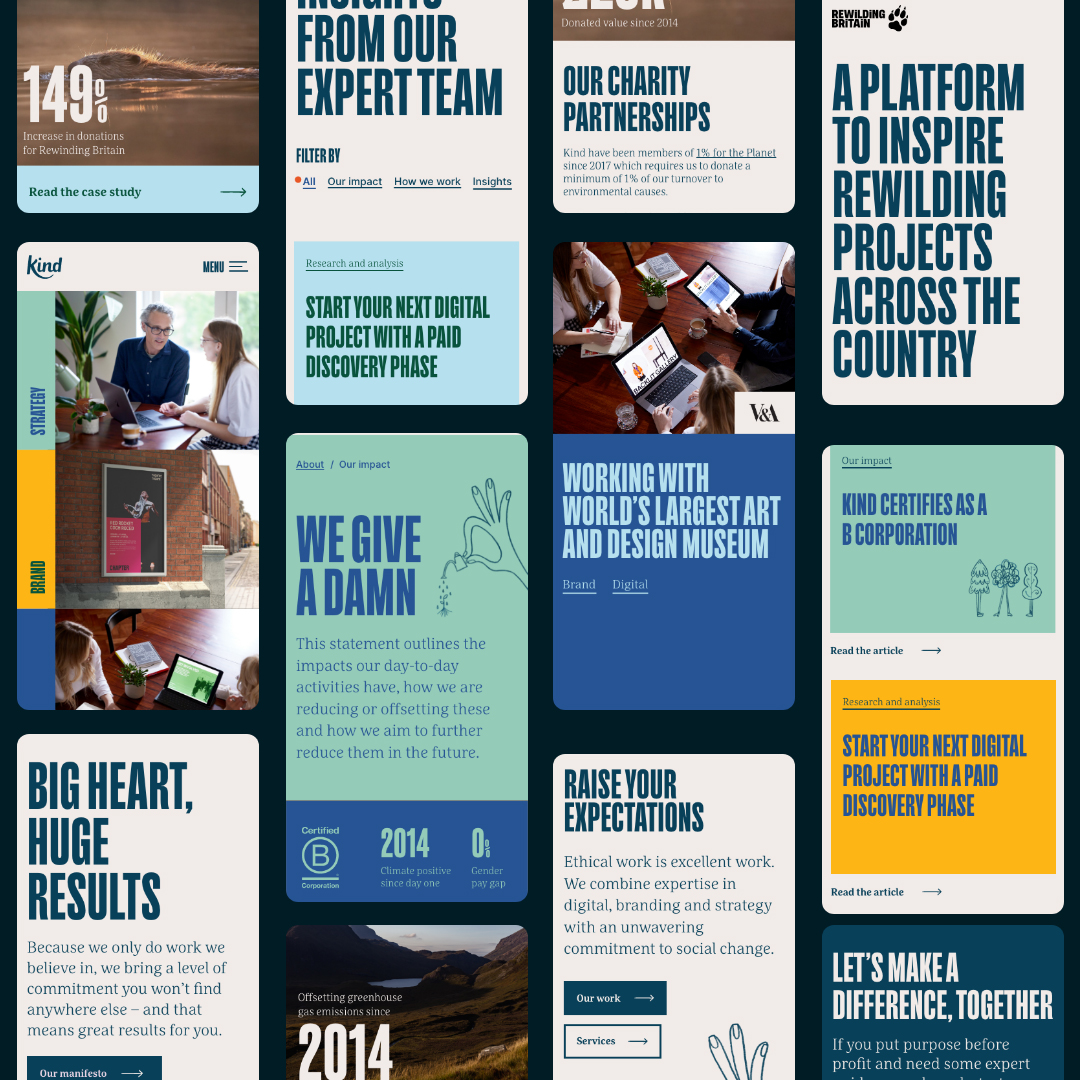 149%
Increase in donations
for Rewinding Britain
Read the case study
Kind
MENU
STRATEGY
BRAND
BIG HEART,
HUGE
RESULTS
Because we only do work we
believe in, we bring a level of
commitment you won't find
anywhere else – and that
means great results for you.
Our manifesto
INSIGHTS
FROM OUR
EXPERT TEAM
FILTER BY
All
Our impact
How we work
Insights
Research and analysis
START YOUR NEXT DIGITAL
PROJECT WITH A PAID
DISCOVERY PHASE
About / Our impact
WE GIVE
A DAMN
This statement outlines the
impacts our day-to-day
activities have, how we are
reducing or offsetting these
and how we aim to further
reduce them in the future.
Certified
B
Corporation
2014
Climate positive
since day one
0%
Gender
pay gap
Offsetting greenhouse
gas emissions since
2014
Donated value since 2014
OUR CHARITY
PARTNERSHIPS
Kind have been members of 1% for the Planet
since 2017 which requires us to donate a
minimum of 1% of our turnover to
environmental causes.
V&A
WORKING WITH
WORLD'S LARGEST ART
AND DESIGN MUSEUM
Brand
Digital
RAISE YOUR
EXPECTATIONS
Ethical work is excellent work.
We combine expertise in
digital, branding and strategy
with an unwavering
commitment to social change.
Our work
Services
REWILDING
BRITAIN
A PLATFORM
TO INSPIRE
REWILDING
PROJECTS
ACROSS THE
COUNTRY
Our impact
KIND CERTIFIES AS A
B CORPORATION
Read the article
Research and analysis
START YOUR NEXT DIGITAL
PROJECT WITH A PAID
DISCOVERY PHASE
Read the article
LET'S MAKE A
DIFFERENCE, TOGETHER
If you put purpose before
profit and need some expert